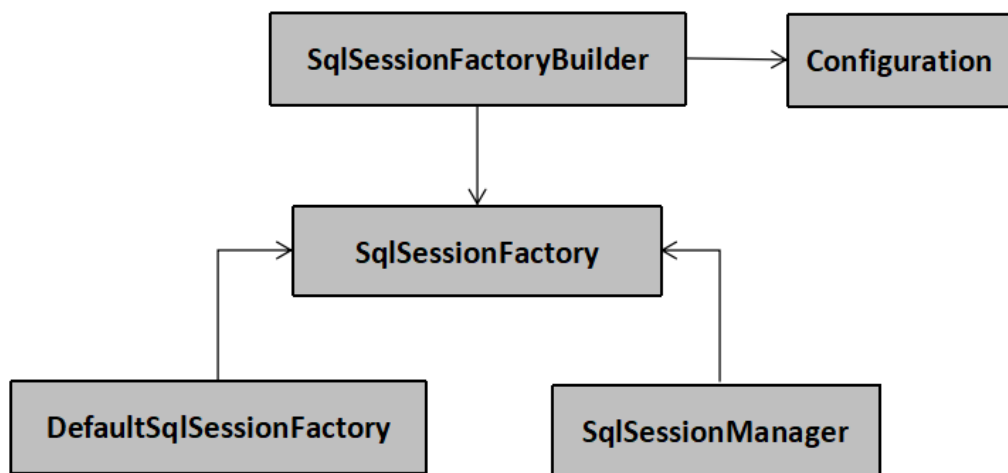 SqlSessionFactoryBuilder
Configuration
SqlSessionFactory
DefaultSqlSessionFactory
SqlSessionManager